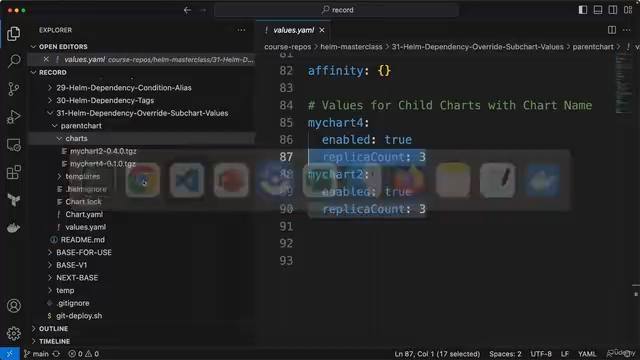 record
EXPLORER
OPEN EDITORS
values.yaml course-repos/helm-masterclass/31-Helm-D...
RECORD
29-Helm-Dependency-Condition-Alias
30-Helm-Dependency-Tags
31-Helm-Dependency-Override-Subchart-Values
parentchart
charts
mychart2-0.4.0.tgz
mychart4-0.1.0.tgz
templates
.helmignore
Chart.lock
Chart.yaml
values.yaml
README.md
BASE-FOR-USE
BASE-V1
NEXT-BASE
temp
.gitignore
git-deploy.sh
OUTLINE
TIMELINE
values.yaml
course-repos > helm-masterclass > 31-Helm-Dependency-Override-Subchart-Values > parentchart
81
82 affinity: {}
83
84 # Values for Child Charts with Chart Name
85 mychart4:
86 enabled: true
87 replicaCount: 3
88 mychart2:
89 enabled: true
90 replicaCount: 3
91
92
93
main 0 0 Ln 87, Col 1 (17 selected) Spaces: 2 UTF-8 LF YAML
Udemy